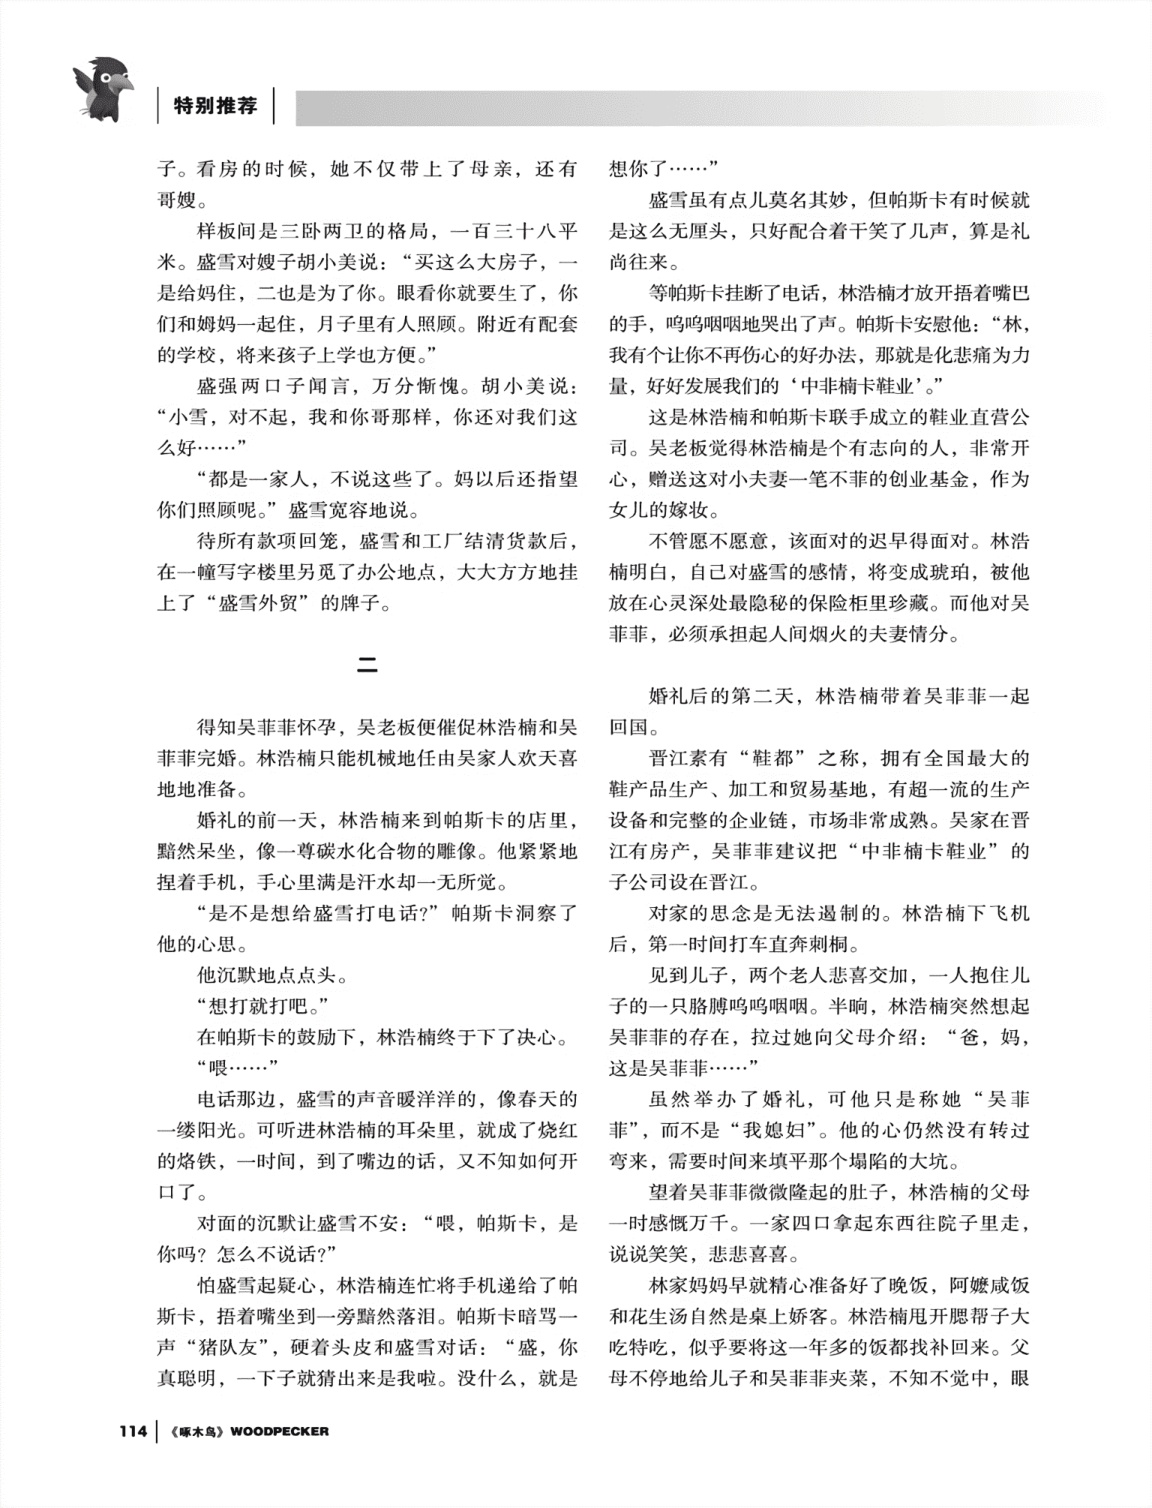 特别推荐
子。看房的时候，她不仅带上了母亲，还有
哥嫂。
样板间是三卧两卫的格局，一百三十八平
米。盛雪对嫂子胡小美说：“买这么大房子，一
是给妈住，二也是为了你。眼看你就要生了，你
们和姆妈一起住，月子里有人照顾。附近有配套
的学校，将来孩子上学也方便。”
盛强两口子闻言，万分惭愧。胡小美说：
“小雪，对不起，我和你哥那样，你还对我们这
么好……”
“都是一家人，不说这些了。妈以后还指望
你们照顾呢。”盛雪宽容地说。
待所有款项回笼，盛雪和工厂结清货款后，
在一幢写字楼里另觅了办公地点，大大方方地挂
上了“盛雪外贸”的牌子。
二
得知吴菲菲怀孕，吴老板便催促林浩楠和吴
菲菲完婚。林浩楠只能机械地任由吴家人欢天喜
地地准备。
婚礼的前一天，林浩楠来到帕斯卡的店里，
黯然呆坐，像一尊碳水化合物的雕像。他紧紧地
捏着手机，手心里满是汗水却一无所觉。
“是不是想给盛雪打电话?”帕斯卡洞察了
他的心思。
他沉默地点点头。
“想打就打吧。”
在帕斯卡的鼓励下，林浩楠终于下了决心。
“喂……”
电话那边，盛雪的声音暖洋洋的，像春天的
一缕阳光。可听进林浩楠的耳朵里，就成了烧红
的烙铁，一时间，到了嘴边的话，又不知如何开
口了。
对面的沉默让盛雪不安：“喂，帕斯卡，是
你吗？怎么不说话?”
怕盛雪起疑心，林浩楠连忙将手机递给了帕
斯卡，捂着嘴坐到一旁黯然落泪。帕斯卡暗骂一
声“猪队友”，硬着头皮和盛雪对话：“盛，你
真聪明，一下子就猜出来是我啦。没什么，就是
想你了……”
盛雪虽有点儿莫名其妙，但帕斯卡有时候就
是这么无厘头，只好配合着干笑了几声，算是礼
尚往来。
等帕斯卡挂断了电话，林浩楠才放开捂着嘴巴
的手，呜呜咽咽地哭出了声。帕斯卡安慰他：“林，
我有个让你不再伤心的好办法，那就是化悲痛为力
量，好好发展我们的‘中非楠卡鞋业’。”
这是林浩楠和帕斯卡联手成立的鞋业直营公
司。吴老板觉得林浩楠是个有志向的人，非常开
心，赠送这对小夫妻一笔不菲的创业基金，作为
女儿的嫁妆。
不管愿不愿意，该面对的迟早得面对。林浩
楠明白，自己对盛雪的感情，将变成琥珀，被他
放在心灵深处最隐秘的保险柜里珍藏。而他对吴
菲菲，必须承担起人间烟火的夫妻情分。
婚礼后的第二天，林浩楠带着吴菲菲一起
回国。
晋江素有“鞋都”之称，拥有全国最大的
鞋产品生产、加工和贸易基地，有超一流的生产
设备和完整的企业链，市场非常成熟。吴家在晋
江有房产，吴菲菲建议把“中非楠卡鞋业”的
子公司设在晋江。
对家的思念是无法遏制的。林浩楠下飞机
后，第一时间打车直奔刺桐。
见到儿子，两个老人悲喜交加，一人抱住儿
子的一只胳膊呜呜咽咽。半晌，林浩楠突然想起
吴菲菲的存在，拉过她向父母介绍：“爸，妈，
这是吴菲菲……”
虽然举办了婚礼，可他只是称她“吴菲
菲”，而不是“我媳妇”。他的心仍然没有转过
弯来，需要时间来填平那个塌陷的大坑。
望着吴菲菲微微隆起的肚子，林浩楠的父母
一时感慨万千。一家四口拿起东西往院子里走，
说说笑笑，悲悲喜喜。
林家妈妈早就精心准备好了晚饭，阿嬷咸饭
和花生汤自然是桌上娇客。林浩楠甩开腮帮子大
吃特吃，似乎要将这一年多的饭都找补回来。父
母不停地给儿子和吴菲菲夹菜，不知不觉中，眼
114 《啄木鸟》WOODPECKER